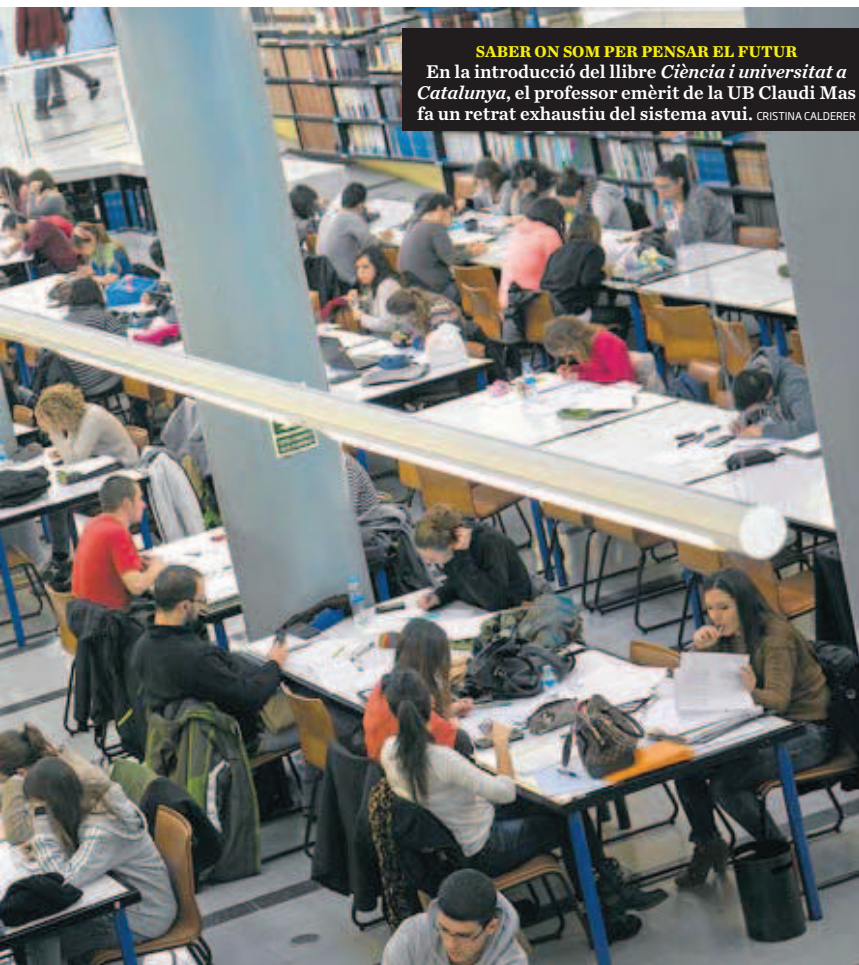 SABER ON SOM PER PENSAR EL FUTUR
En la introducció del llibre Ciència i universitat a
Catalunya, el professor emèrit de la UB Claudi Mas
fa un retrat exhaustiu del sistema avui. CRISTINA CALDERER